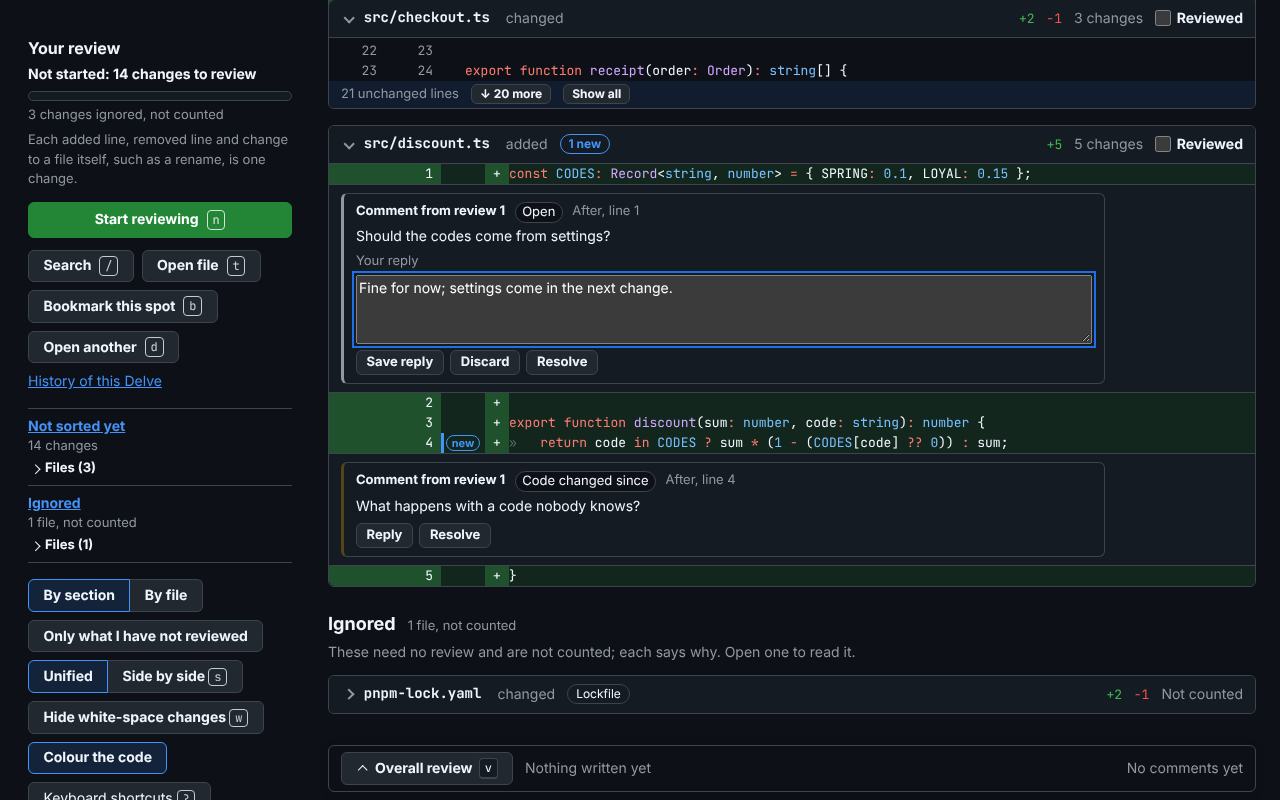 Your review
Not started: 14 changes to review
3 changes ignored, not counted
Each added line, removed line and change
to a file itself, such as a rename, is one
change.
Start reviewing n
Search / Open file t
Bookmark this spot b
Open another d
History of this Delve
Not sorted yet
14 changes
Files (3)
Ignored
1 file, not counted
Files (1)
By section By file
Only what I have not reviewed
Unified Side by side s
Hide white-space changes w
Colour the code
Keyboard shortcuts ?
src/checkout.ts changed +2 -1 3 changes Reviewed
22 23
23 24 export function receipt(order: Order): string[] {
21 unchanged lines ↓ 20 more Show all
src/discount.ts added 1 new +5 5 changes Reviewed
1 + const CODES: Record<string, number> = { SPRING: 0.1, LOYAL: 0.15 };
Comment from review 1 Open After, line 1
Should the codes come from settings?
Your reply
Fine for now; settings come in the next change.
Save reply Discard Resolve
2 +
3 + export function discount(sum: number, code: string): number {
4 new + » return code in CODES ? sum * (1 - (CODES[code] ?? 0)) : sum;
Comment from review 1 Code changed since After, line 4
What happens with a code nobody knows?
Reply Resolve
5 + }
Ignored 1 file, not counted
These need no review and are not counted; each says why. Open one to read it.
pnpm-lock.yaml changed Lockfile +2 -1 Not counted
Overall review v Nothing written yet No comments yet